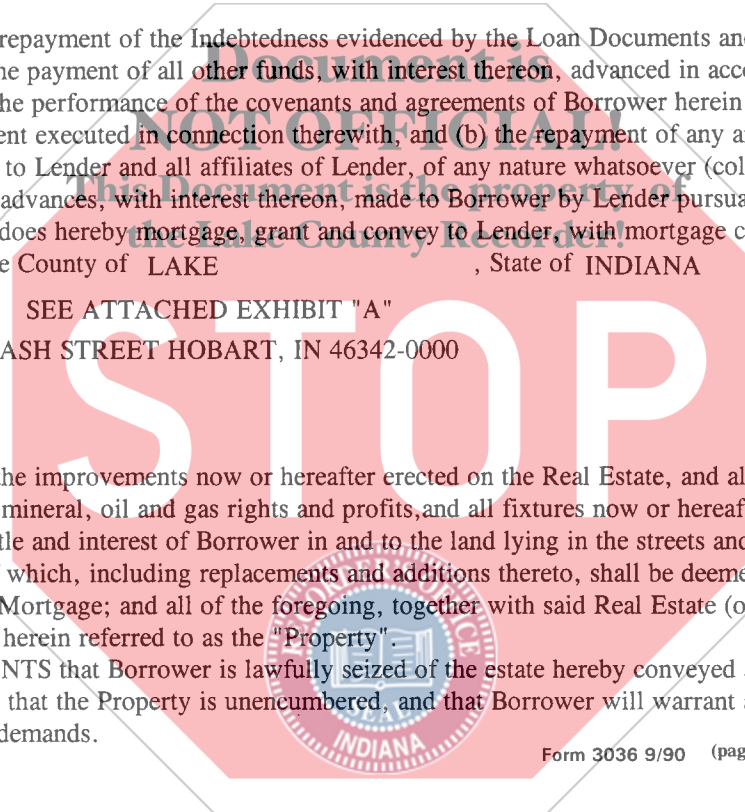 repayment of the Indebtedness evidenced by the Loan Documents an
Document is
he payment of all other funds, with interest thereon, advanced in acc
he performance of the covenants and agreements of Borrower herein
NOT OFFICIAL!
ent executed in connection therewith, and (b) the repayment of any a
to Lender and all affiliates of Lender, of any nature whatsoever (col
This Document is the property of
advances, with interest thereon, made to Borrower by Lender pursua
the Lake County Recorder!
does hereby mortgage, grant and convey to Lender, with mortgage c
e County of LAKE , State of INDIANA
SEE ATTACHED EXHIBIT "A"
ASH STREET HOBART, IN 46342-0000
STOP
he improvements now or hereafter erected on the Real Estate, and al
mineral, oil and gas rights and profits,and all fixtures now or hereaf
tle and interest of Borrower in and to the land lying in the streets and
which, including replacements and additions thereto, shall be deeme
Mortgage; and all of the foregoing, together with said Real Estate (o
herein referred to as the "Property".
NTS that Borrower is lawfully seized of the estate hereby conveyed
that the Property is unencumbered, and that Borrower will warrant
demands.
RECORDER'S OFFICE
SEAL
INDIANA
Form 3036 9/90 (pag